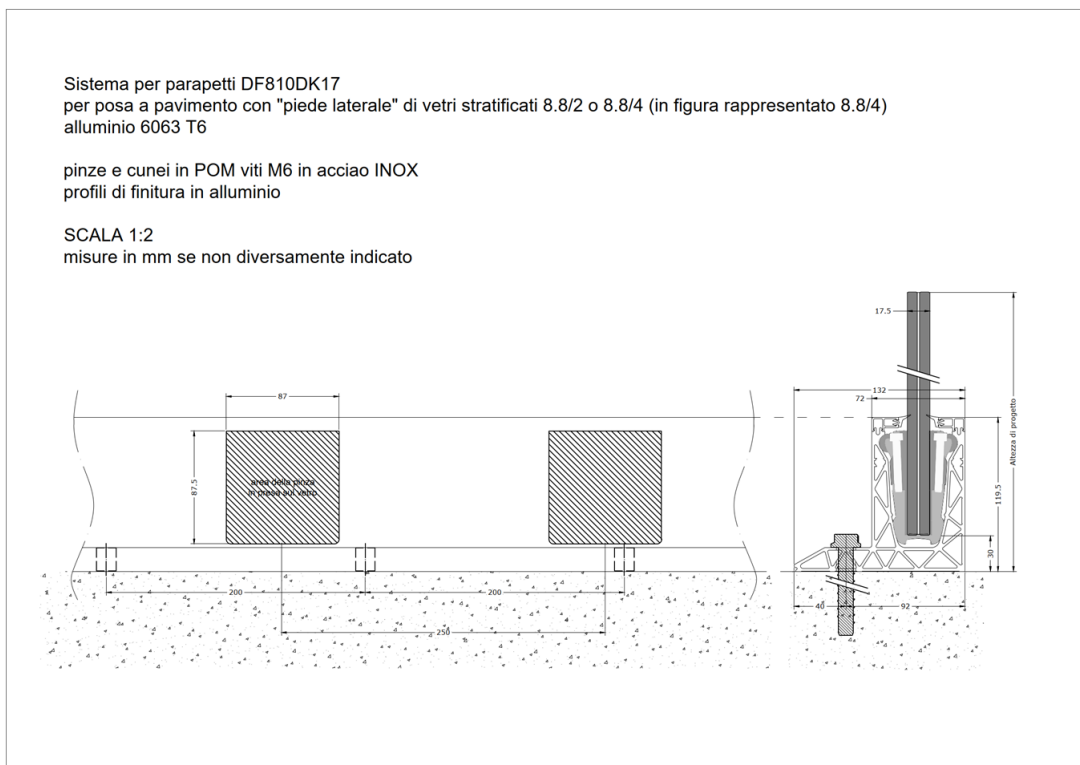 Sistema per parapetti DF810DK17
per posa a pavimento con "piede laterale" di vetri stratificati 8.8/2 o 8.8/4 (in figura rappresentato 8.8/4)
alluminio 6063 T6
pinze e cunei in POM viti M6 in acciao INOX
profili di finitura in alluminio
SCALA 1:2
misure in mm se non diversamente indicato
17.5
132
72
87
Altezza di progetto
87.5
area della pinza
in presa sul vetro
119.5
30
200
200
40
92
250